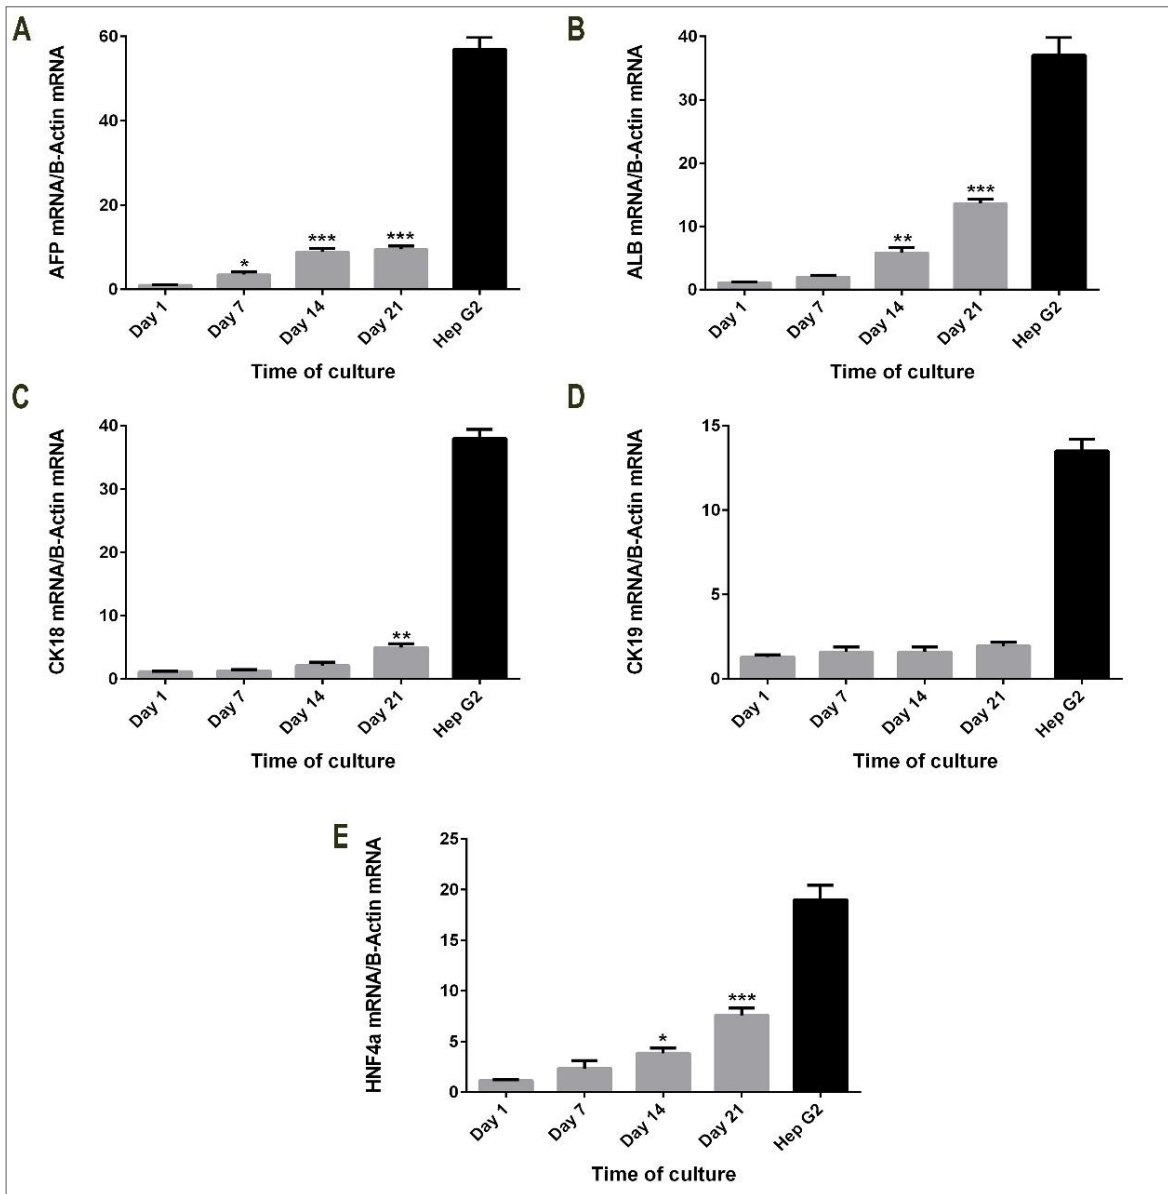 A
AFP mRNA/B-Actin mRNA
60
40
20
0
*
***
***
Day 1
Day 7
Day 14
Day 21
Hep G2
Time of culture
B
ALB mRNA/B-Actin mRNA
40
30
20
10
0
**
***
Day 1
Day 7
Day 14
Day 21
Hep G2
Time of culture
C
CK18 mRNA/B-Actin mRNA
40
30
20
10
0
**
Day 1
Day 7
Day 14
Day 21
Hep G2
Time of culture
D
CK19 mRNA/B-Actin mRNA
15
10
5
0
Day 1
Day 7
Day 14
Day 21
Hep G2
Time of culture
E
HNF4a mRNA/B-Actin mRNA
25
20
15
10
5
0
*
***
Day 1
Day 7
Day 14
Day 21
Hep G2
Time of culture